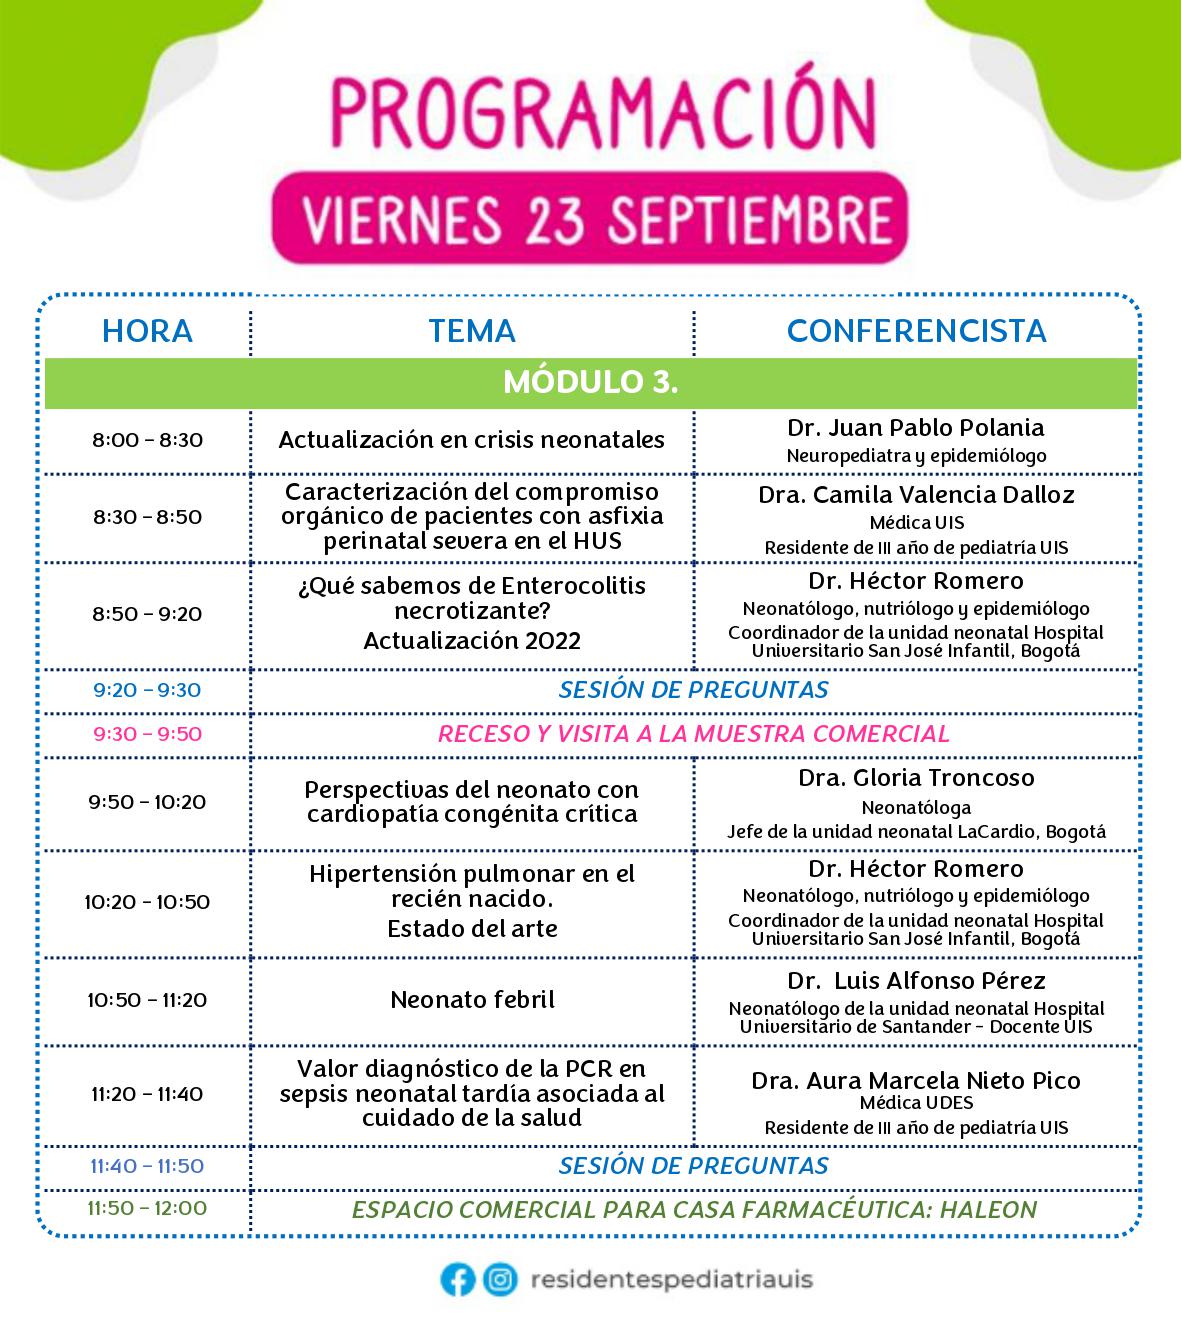 PROGRAMACIÓN
VIERNES 23 SEPTIEMBRE
HORA
TEMA
CONFERENCISTA
MÓDULO 3.
8:00 – 8:30
Actualización en crisis neonatales
Dr. Juan Pablo Polania
Neuropediatra y epidemiólogo
8:30 – 8:50
Caracterización del compromiso
orgánico de pacientes con asfixia
perinatal severa en el HUS
Dra. Camila Valencia Dalloz
Médica UIS
Residente de III año de pediatría UIS
8:50 – 9:20
¿Qué sabemos de Enterocolitis
necrotizante?
Actualización 2022
Dr. Héctor Romero
Neonatólogo, nutriólogo y epidemiólogo
Coordinador de la unidad neonatal Hospital
Universitario San José Infantil, Bogotá
9:20 – 9:30
SESIÓN DE PREGUNTAS
9:30 – 9:50
RECESO Y VISITA A LA MUESTRA COMERCIAL
9:50 – 10:20
Perspectivas del neonato con
cardiopatía congénita crítica
Dra. Gloria Troncoso
Neonatóloga
Jefe de la unidad neonatal LaCardio, Bogotá
10:20 – 10:50
Hipertensión pulmonar en el
recién nacido.
Estado del arte
Dr. Héctor Romero
Neonatólogo, nutriólogo y epidemiólogo
Coordinador de la unidad neonatal Hospital
Universitario San José Infantil, Bogotá
10:50 – 11:20
Neonato febril
Dr. Luis Alfonso Pérez
Neonatólogo de la unidad neonatal Hospital
Universitario de Santander – Docente UIS
11:20 – 11:40
Valor diagnóstico de la PCR en
sepsis neonatal tardía asociada al
cuidado de la salud
Dra. Aura Marcela Nieto Pico
Médica UDES
Residente de III año de pediatría UIS
11:40 – 11:50
SESIÓN DE PREGUNTAS
11:50 – 12:00
ESPACIO COMERCIAL PARA CASA FARMACÉUTICA: HALEON
residentespediatriauis